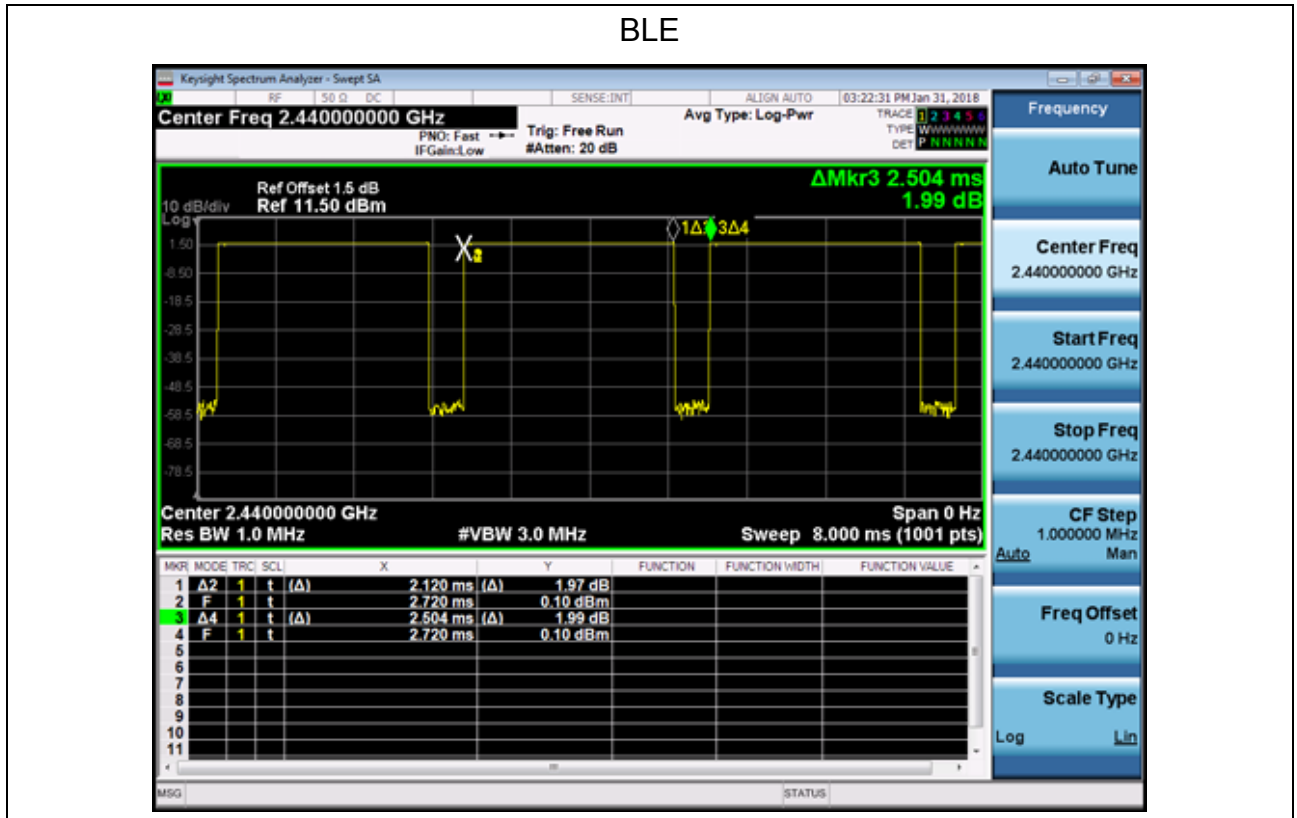 BLE
Keysight Spectrum Analyzer - Swept SA
RF 50 Ω DC SENSE:INT ALIGN AUTO 03:22:31 PM Jan 31, 2018
Center Freq 2.440000000 GHz
PNO: Fast
IFGain:Low
Trig: Free Run
#Atten: 20 dB
Avg Type: Log-Pwr
TRACE 1 2 3 4 5 6
TYPE WWWWWWW
DET P N N N N N
Frequency
ΔMkr3 2.504 ms
1.99 dB
Ref Offset 1.5 dB
10 dB/div Ref 11.50 dBm
Log
1.50
-8.50
-18.5
-28.5
-38.5
-48.5
-58.5
-68.5
-78.5
1Δ2 3Δ4
Center 2.440000000 GHz Span 0 Hz
Res BW 1.0 MHz #VBW 3.0 MHz Sweep 8.000 ms (1001 pts)
MKR MODE TRC SCL X Y FUNCTION FUNCTION WIDTH FUNCTION VALUE
1 Δ2 1 t (Δ) 2.120 ms (Δ) 1.97 dB
2 F 1 t 2.720 ms 0.10 dBm
3 Δ4 1 t (Δ) 2.504 ms (Δ) 1.99 dB
4 F 1 t 2.720 ms 0.10 dBm
5
6
7
8
9
10
11
MSG STATUS
Auto Tune
Center Freq
2.440000000 GHz
Start Freq
2.440000000 GHz
Stop Freq
2.440000000 GHz
CF Step
1.000000 MHz
Auto Man
Freq Offset
0 Hz
Scale Type
Log Lin